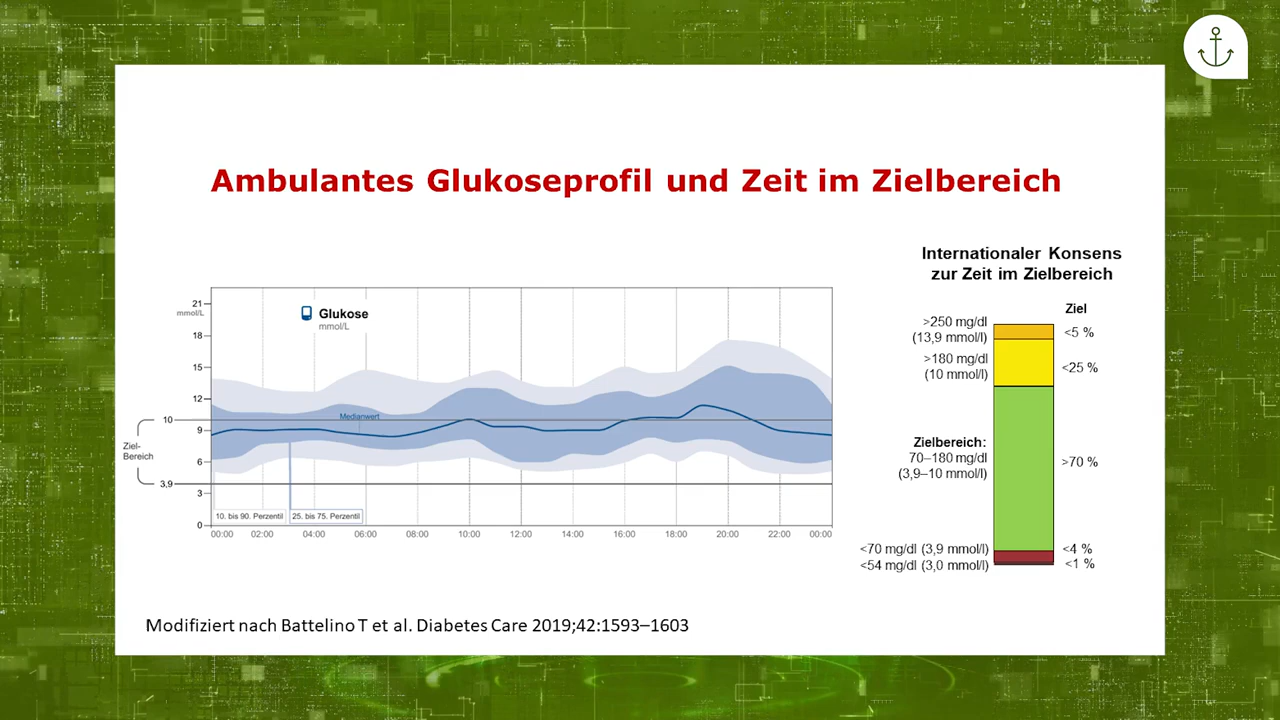 Ambulantes Glukoseprofil und Zeit im Zielbereich
21
mmol/L
18
15
12
10
9
6
3,9
3
0
Ziel-
Bereich
Glukose
mmol/L
Medianwert
10. bis 90. Perzentil
25. bis 75. Perzentil
00:00 02:00 04:00 06:00 08:00 10:00 12:00 14:00 16:00 18:00 20:00 22:00 00:00
Internationaler Konsens
zur Zeit im Zielbereich
Ziel
>250 mg/dl
(13,9 mmol/l)
<5 %
>180 mg/dl
(10 mmol/l)
<25 %
Zielbereich:
70–180 mg/dl
(3,9–10 mmol/l)
>70 %
<70 mg/dl (3,9 mmol/l) <4 %
<54 mg/dl (3,0 mmol/l) <1 %
Modifiziert nach Battelino T et al. Diabetes Care 2019;42:1593–1603